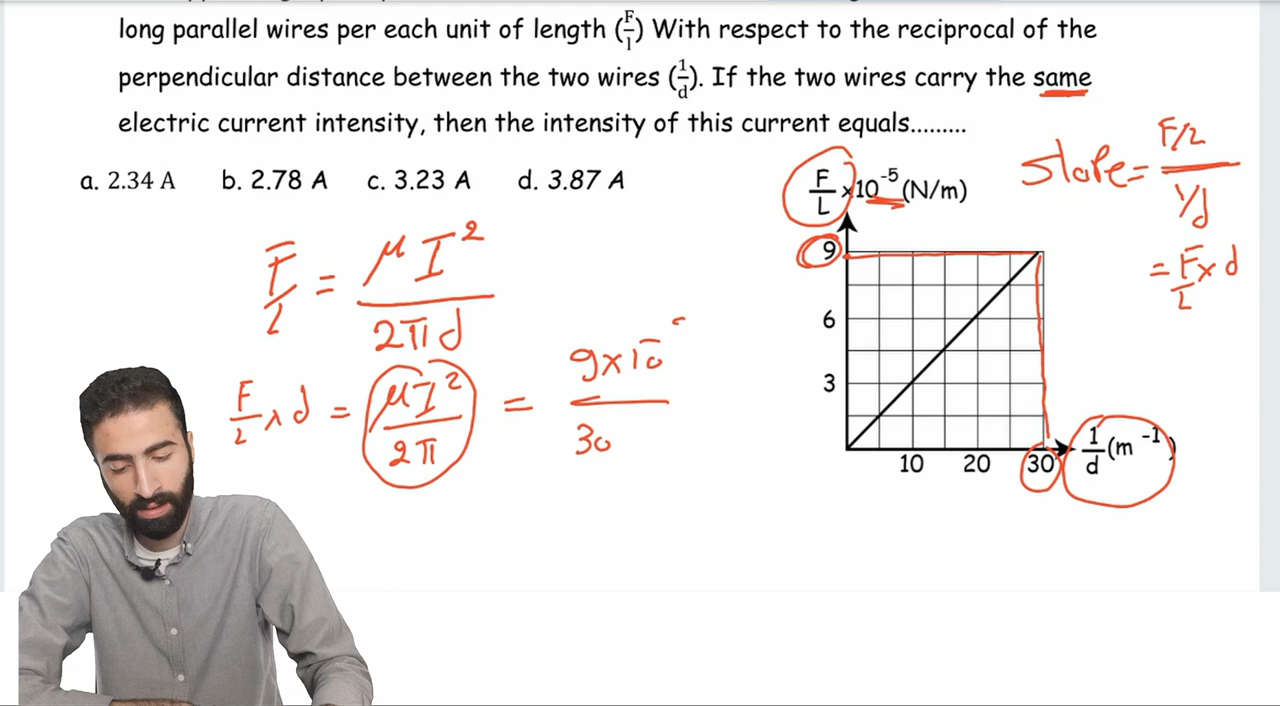 long parallel wires per each unit of length (F/l) With respect to the reciprocal of the
perpendicular distance between the two wires (1/d). If the two wires carry the same
electric current intensity, then the intensity of this current equals.........
a. 2.34 A b. 2.78 A c. 3.23 A d. 3.87 A
F/L ×10⁻⁵ (N/m)
slope = F/L / 1/d
= F/L × d
F/L = μ I² / 2π d
F/L × d = μ I² / 2π = 9×10⁻ / 30
9
6
3
10 20 30
1/d (m⁻¹)